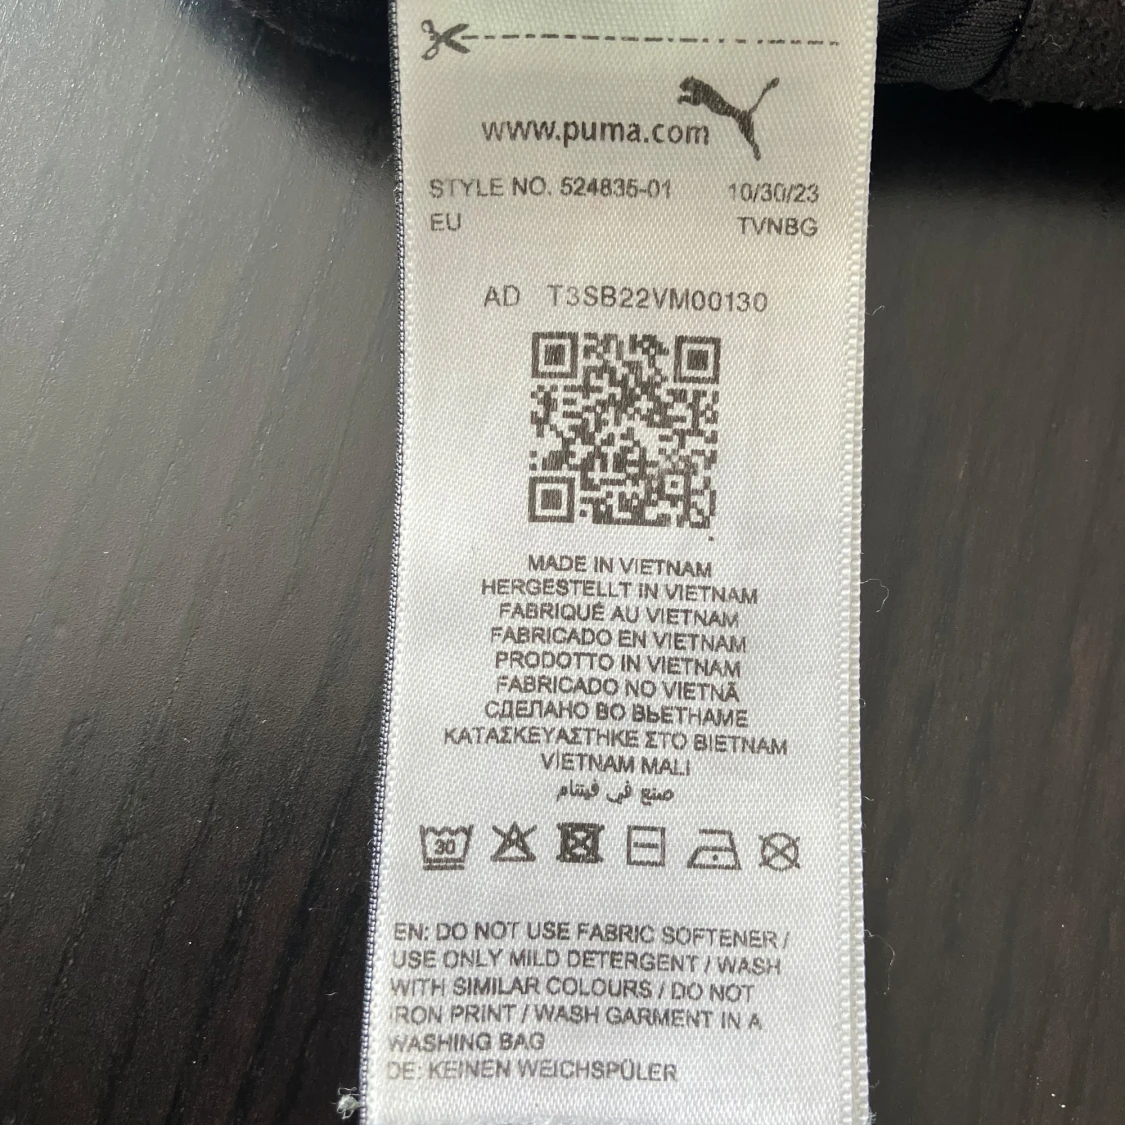 www.puma.com
STYLE NO. 524835-01 10/30/23
EU TVNBG
AD T3SB22VM00130
MADE IN VIETNAM
HERGESTELLT IN VIETNAM
FABRIQUÉ AU VIETNAM
FABRICADO EN VIETNAM
PRODOTTO IN VIETNAM
FABRICADO NO VIETNÃ
СДЕЛАНО ВО ВЬЕТНАМЕ
ΚΑΤΑΣΚΕΥΑΣΤΗΚΕ ΣΤΟ ΒΙΕΤΝΑΜ
VIETNAM MALI
صنع في فيتنام
30
EN: DO NOT USE FABRIC SOFTENER /
USE ONLY MILD DETERGENT / WASH
WITH SIMILAR COLOURS / DO NOT
IRON PRINT / WASH GARMENT IN A
WASHING BAG
DE: KEINEN WEICHSPÜLER